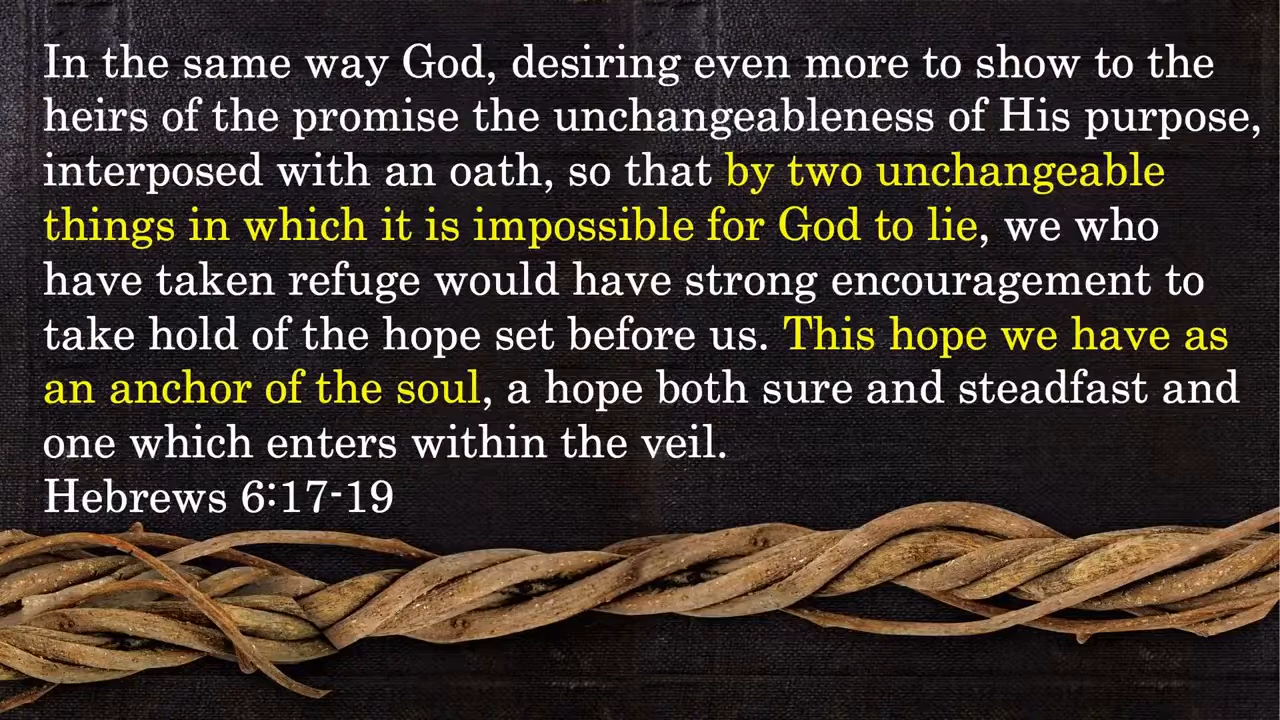 In the same way God, desiring even more to show to the
heirs of the promise the unchangeableness of His purpose,
interposed with an oath, so that by two unchangeable
things in which it is impossible for God to lie, we who
have taken refuge would have strong encouragement to
take hold of the hope set before us. This hope we have as
an anchor of the soul, a hope both sure and steadfast and
one which enters within the veil.
Hebrews 6:17-19